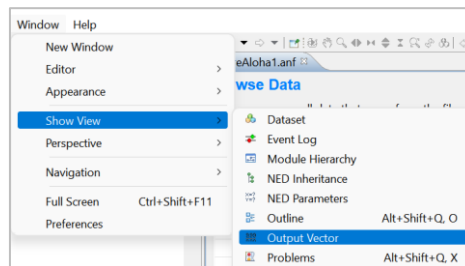 Window Help
New Window
Editor
Appearance
Show View
Perspective
Navigation
Full Screen Ctrl+Shift+F11
Preferences
eAloha1.anf
wse Data
Dataset
Event Log
Module Hierarchy
NED Inheritance
NED Parameters
Outline Alt+Shift+Q, O
Output Vector
Problems Alt+Shift+Q, X